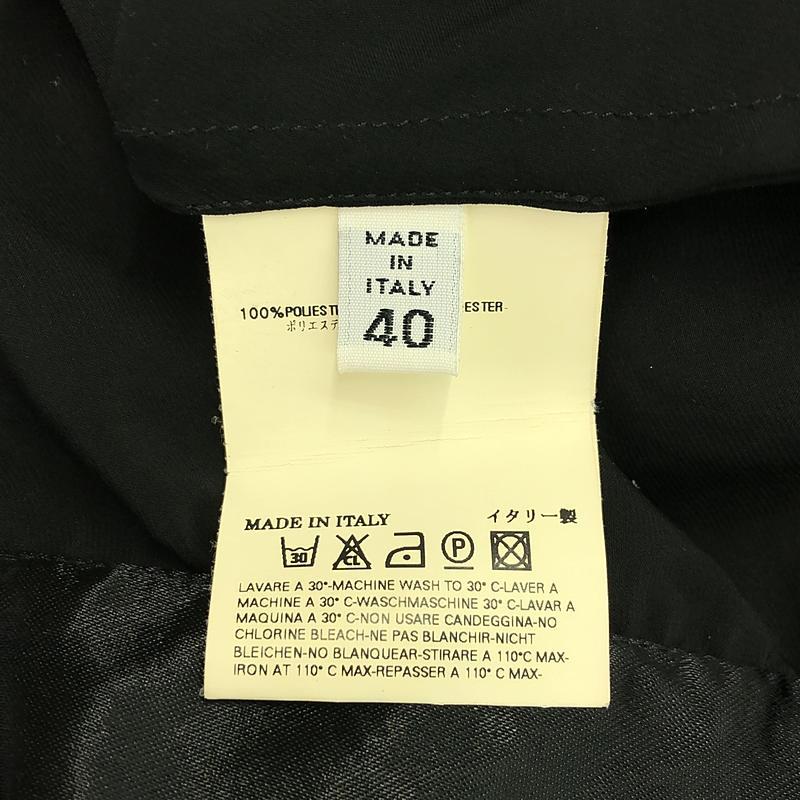 MADE
IN
ITALY
40
100%POLIEST ESTER-
ポリエステ
MADE IN ITALY イタリー製
30 CL P
LAVARE A 30°-MACHINE WASH TO 30° C-LAVER A
MACHINE A 30° C-WASCHMASCHINE 30° C-LAVAR A
MAQUINA A 30° C-NON USARE CANDEGGINA-NO
CHLORINE BLEACH-NE PAS BLANCHIR-NICHT
BLEICHEN-NO BLANQUEAR-STIRARE A 110°C MAX-
IRON AT 110° C MAX-REPASSER A 110° C MAX-